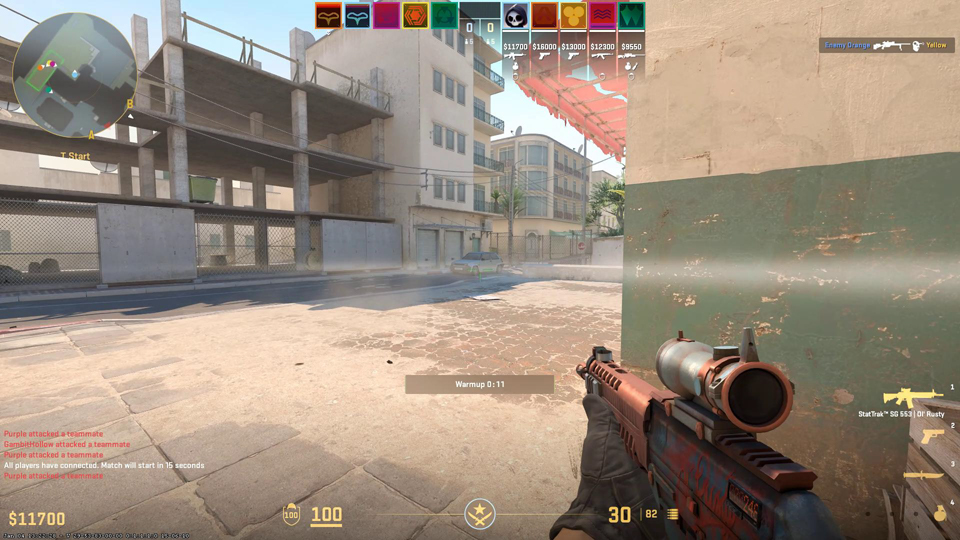 0 0
5 5
$11700 $16000 $13000 $12300 $9550
Enemy Orange Yellow
B
A
T Start
Warmup 0:11
1
StatTrak™ SG 553 | Ol' Rusty
2
3
4
Purple attacked a teammate
GambitHollow attacked a teammate
Purple attacked a teammate
All players have connected. Match will start in 15 seconds
Purple attacked a teammate
$11700
100 100
30 | 82